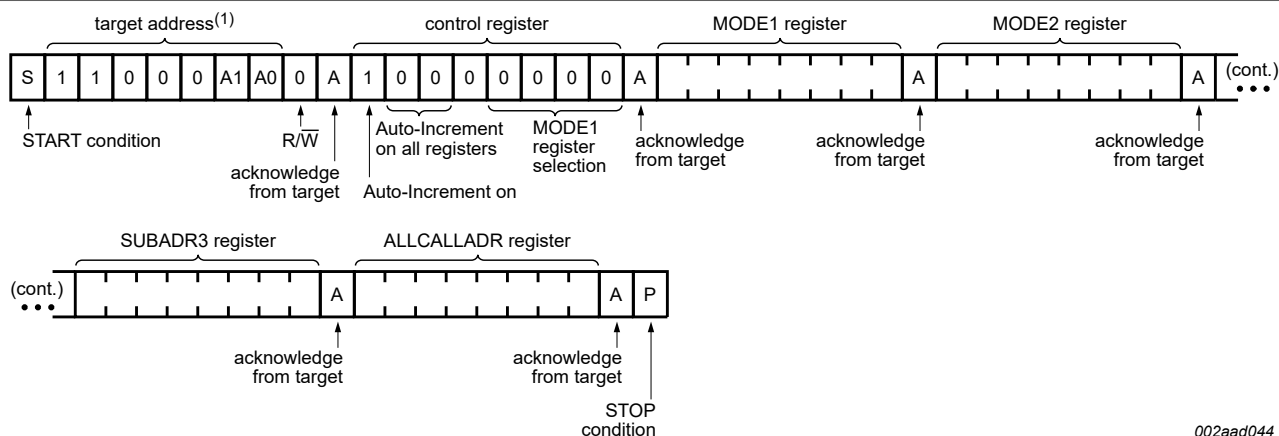 target address(1)
control register
MODE1 register
MODE2 register
S 1 1 0 0 0 A1 A0 0 A 1 0 0 0 0 0 0 0 A A A (cont.)
START condition
R/W̅
acknowledge
from target
Auto-Increment
on all registers
Auto-Increment on
MODE1
register
selection
acknowledge
from target
acknowledge
from target
acknowledge
from target
SUBADR3 register
ALLCALLADR register
(cont.) A A P
acknowledge
from target
acknowledge
from target
STOP
condition
002aad044